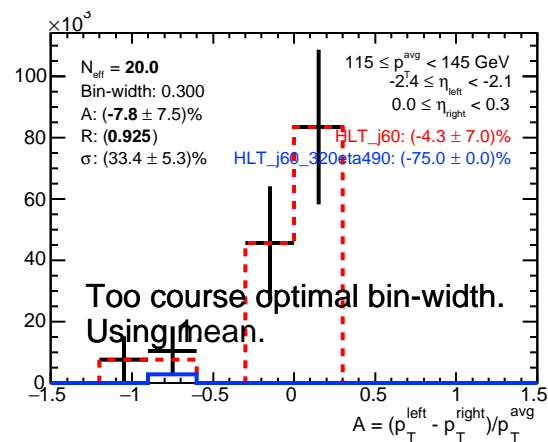 ×10³
N_eff = 20.0
Bin-width: 0.300
A: (-7.8 ± 7.5)%
R: (0.925)
σ: (33.4 ± 5.3)%
115 ≤ p_T^avg < 145 GeV
-2.4 ≤ η_left < -2.1
0.0 ≤ η_right < 0.3
HLT_j60: (-4.3 ± 7.0)%
HLT_j60_320eta490: (-75.0 ± 0.0)%
100
80
60
40
20
0
Too course optimal bin-width.
Using mean.
−1.5 −1 −0.5 0 0.5 1 1.5
A = (p_T^left - p_T^right)/p_T^avg